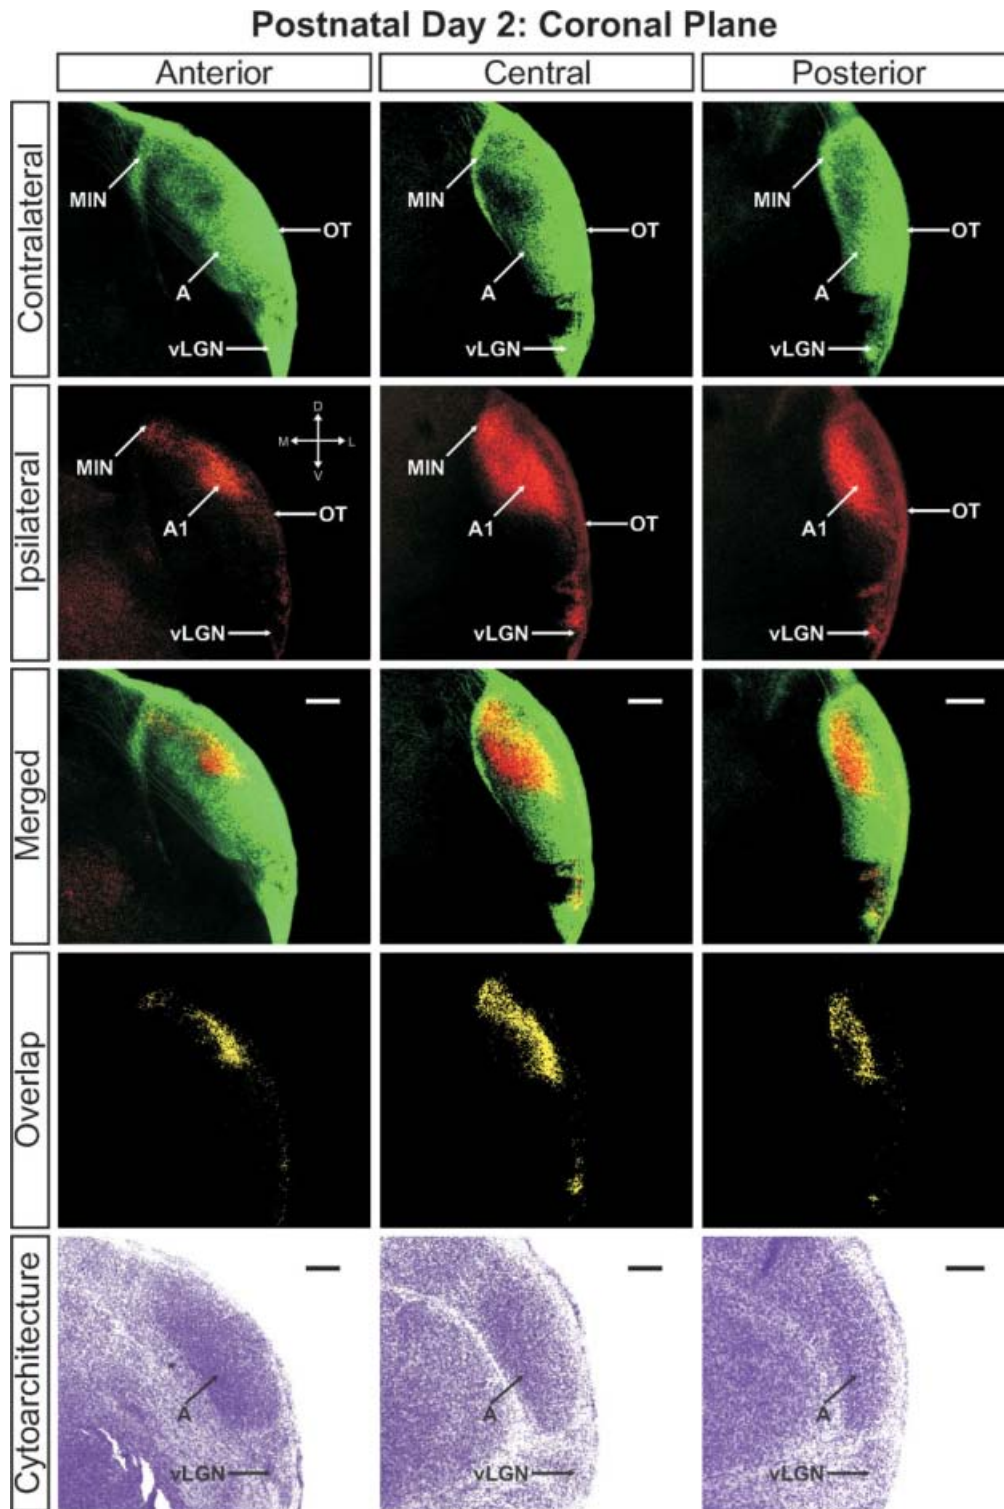 Postnatal Day 2: Coronal Plane
Anterior Central Posterior
Contralateral
MIN OT A vLGN
MIN OT A vLGN
MIN OT A vLGN
Ipsilateral
MIN D M L V A1 OT vLGN
MIN A1 OT vLGN
A1 OT vLGN
Merged
Overlap
Cytoarchitecture
A vLGN
A vLGN
A vLGN